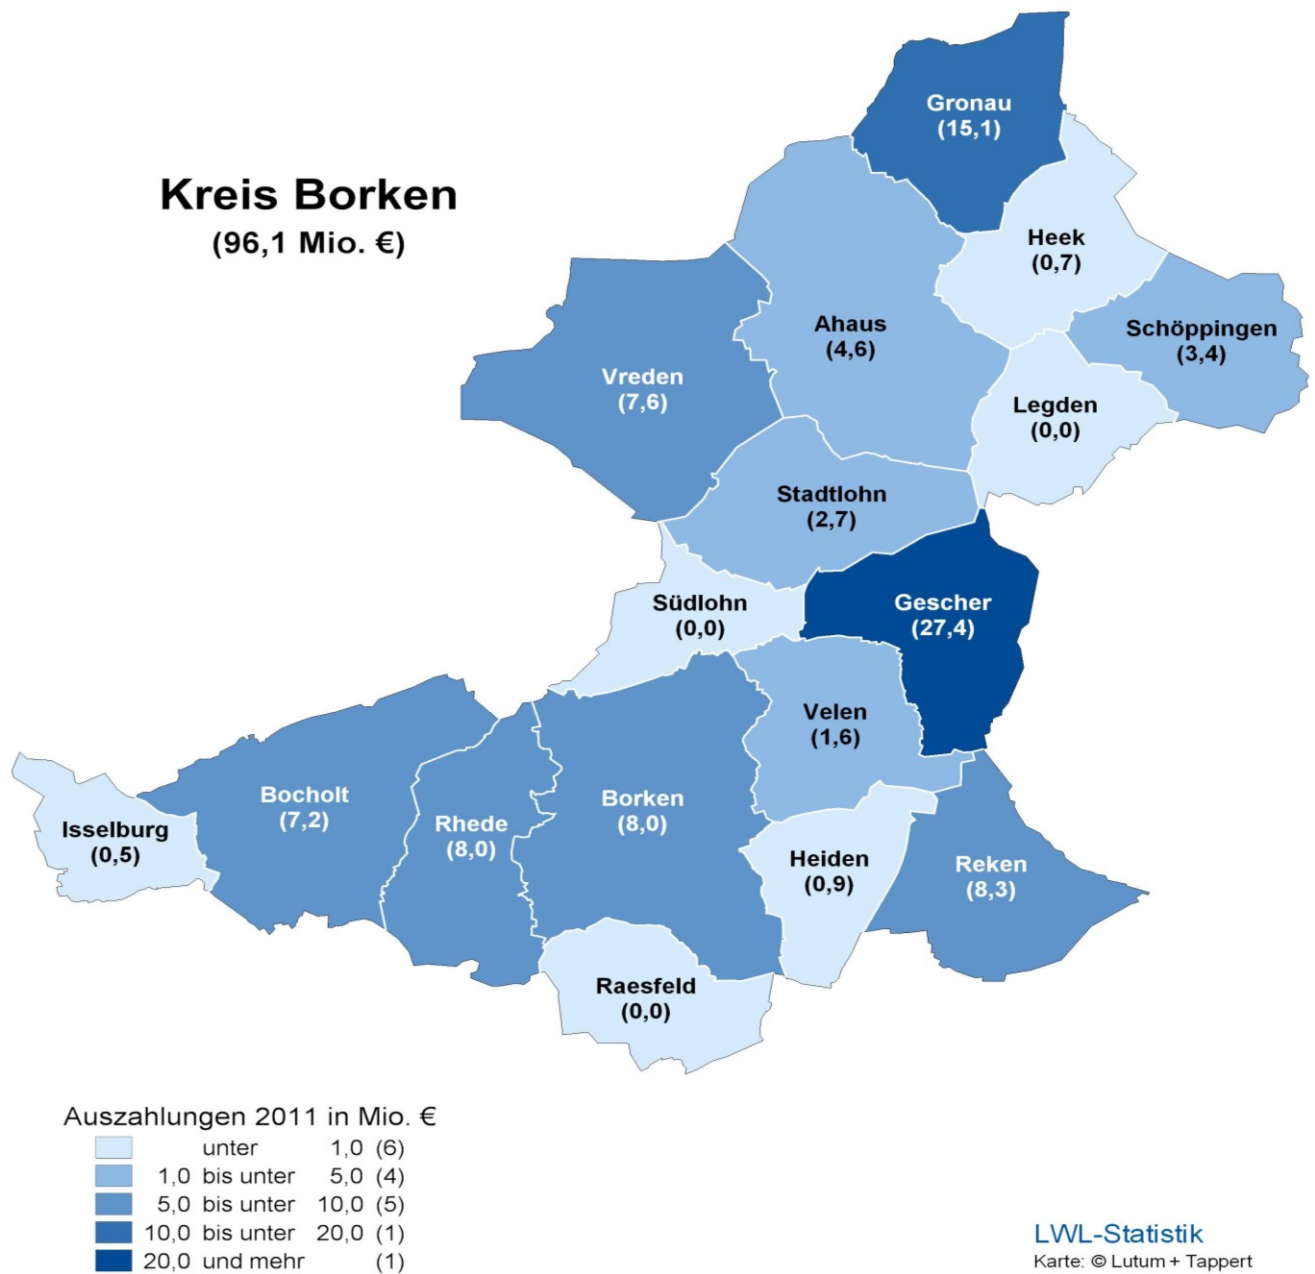 Gronau
(15,1)
Kreis Borken
(96,1 Mio. €)
Heek
(0,7)
Ahaus
(4,6)
Schöppingen
(3,4)
Vreden
(7,6)
Legden
(0,0)
Stadtlohn
(2,7)
Südlohn
(0,0)
Gescher
(27,4)
Velen
(1,6)
Bocholt
(7,2)
Borken
(8,0)
Isselburg
(0,5)
Rhede
(8,0)
Heiden
(0,9)
Reken
(8,3)
Raesfeld
(0,0)
Auszahlungen 2011 in Mio. €
unter 1,0 (6)
1,0 bis unter 5,0 (4)
5,0 bis unter 10,0 (5)
10,0 bis unter 20,0 (1)
20,0 und mehr (1)
LWL-Statistik
Karte: © Lutum + Tappert